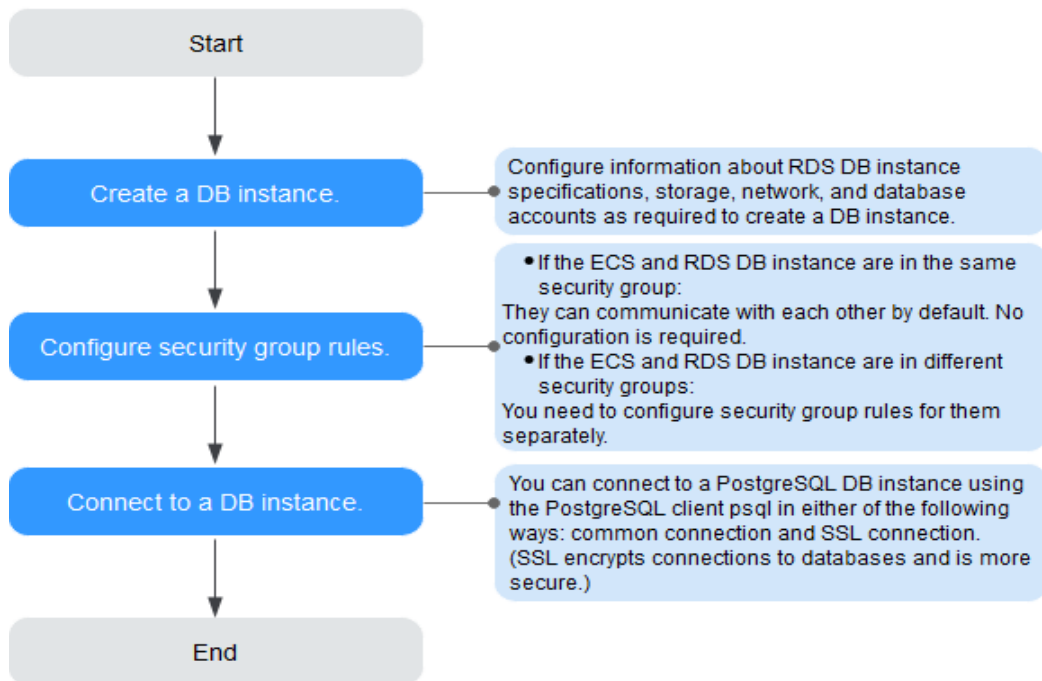 Start
Create a DB instance.
Configure information about RDS DB instance
specifications, storage, network, and database
accounts as required to create a DB instance.
Configure security group rules.
• If the ECS and RDS DB instance are in the same
security group:
They can communicate with each other by default. No
configuration is required.
• If the ECS and RDS DB instance are in different
security groups:
You need to configure security group rules for them
separately.
Connect to a DB instance.
You can connect to a PostgreSQL DB instance using
the PostgreSQL client psql in either of the following
ways: common connection and SSL connection.
(SSL encrypts connections to databases and is more
secure.)
End